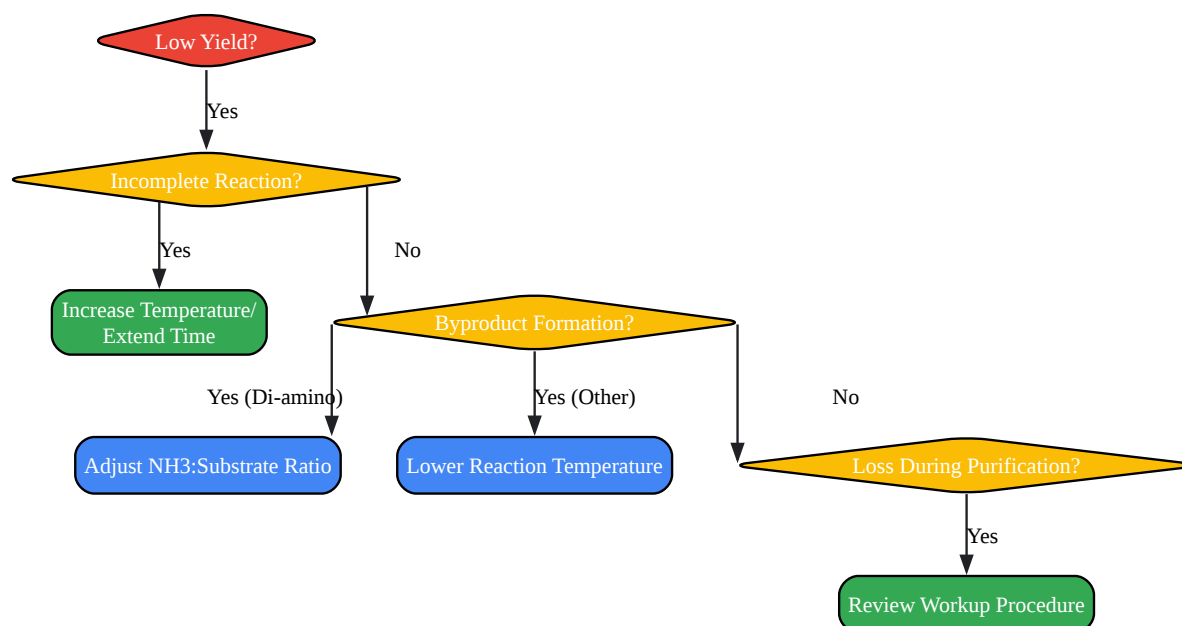 Low Yield?
Yes
Incomplete Reaction?
Yes
No
Increase Temperature/
Extend Time
Byproduct Formation?
Yes (Di-amino)
Yes (Other)
No
Adjust NH3:Substrate Ratio
Lower Reaction Temperature
Loss During Purification?
Yes
Review Workup Procedure